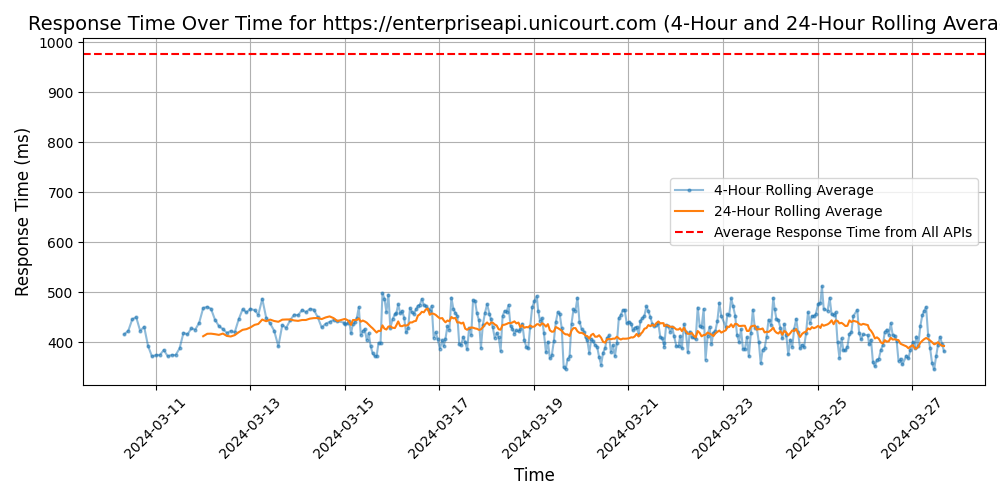 Response Time Over Time for https://enterpriseapi.unicourt.com (4-Hour and 24-Hour Rolling Avera
Response Time (ms)
1000
900
800
700
600
500
400
4-Hour Rolling Average
24-Hour Rolling Average
Average Response Time from All APIs
2024-03-11
2024-03-13
2024-03-15
2024-03-17
2024-03-19
2024-03-21
2024-03-23
2024-03-25
2024-03-27
Time